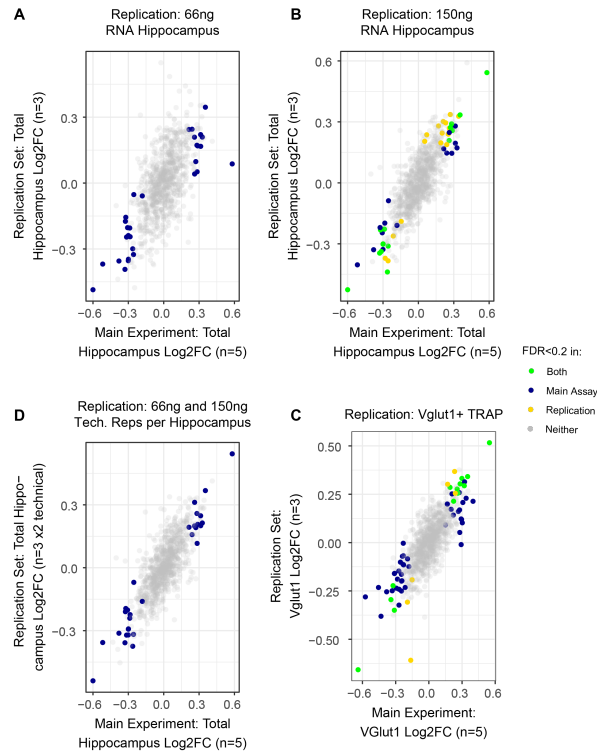 A
Replication: 66ng
RNA Hippocampus
Replication Set: Total
Hippocampus Log2FC (n=3)
0.3
0.0
−0.3
−0.6 −0.3 0.0 0.3 0.6
Main Experiment: Total
Hippocampus Log2FC (n=5)
B
Replication: 150ng
RNA Hippocampus
Replication Set: Total
Hippocampus Log2FC (n=3)
0.6
0.3
0.0
−0.3
−0.6 −0.3 0.0 0.3 0.6
Main Experiment: Total
Hippocampus Log2FC (n=5)
FDR<0.2 in:
Both
Main Assay
Replication
Neither
D
Replication: 66ng and 150ng
Tech. Reps per Hippocampus
Replication Set: Total Hippo−
campus Log2FC (n=3 x2 technical)
0.3
0.0
−0.3
−0.6 −0.3 0.0 0.3 0.6
Main Experiment: Total
Hippocampus Log2FC (n=5)
C
Replication: Vglut1+ TRAP
Replication Set:
Vglut1 Log2FC (n=3)
0.50
0.25
0.00
−0.25
−0.50
−0.6 −0.3 0.0 0.3 0.6
Main Experiment:
VGlut1 Log2FC (n=5)